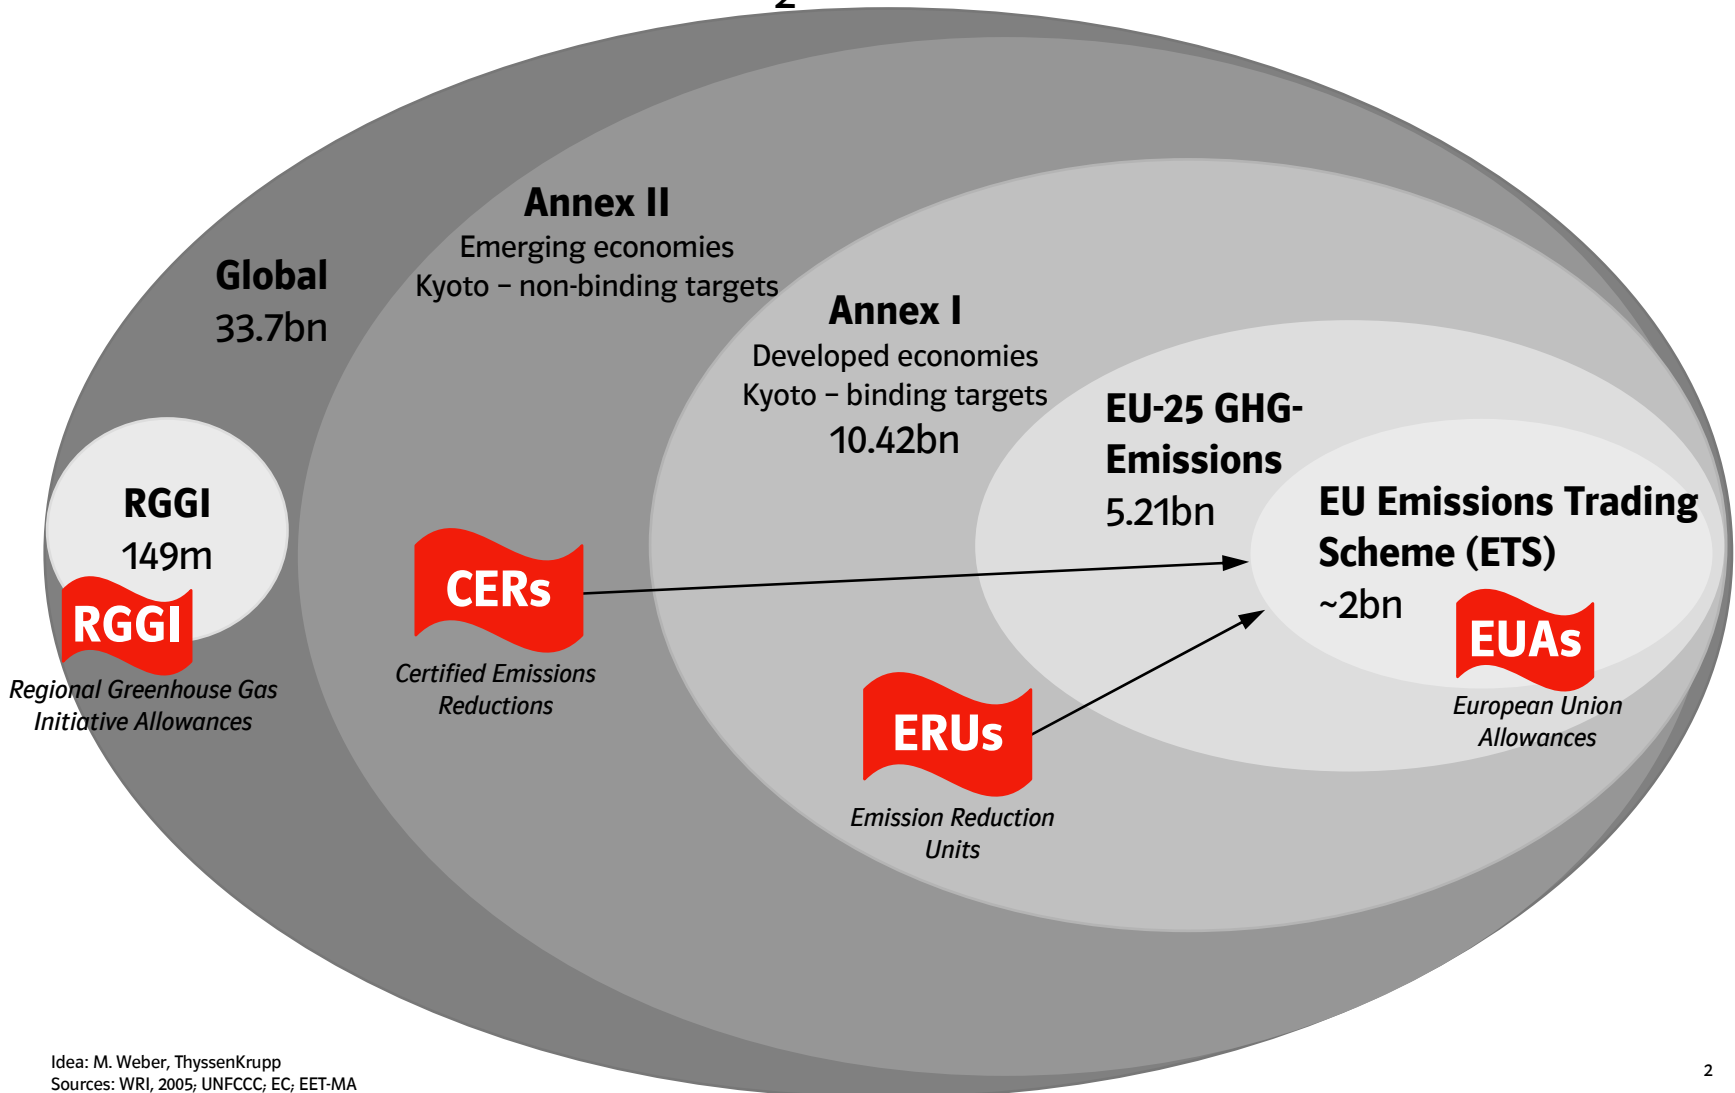 2
Annex II
Emerging economies
Kyoto – non-binding targets
Global
33.7bn
Annex I
Developed economies
Kyoto – binding targets
10.42bn
EU-25 GHG-
Emissions
5.21bn
EU Emissions Trading
Scheme (ETS)
~2bn
RGGI
149m
RGGI
Regional Greenhouse Gas
Initiative Allowances
CERs
Certified Emissions
Reductions
ERUs
Emission Reduction
Units
EUAs
European Union
Allowances
Idea: M. Weber, ThyssenKrupp
Sources: WRI, 2005; UNFCCC; EC; EET-MA
2